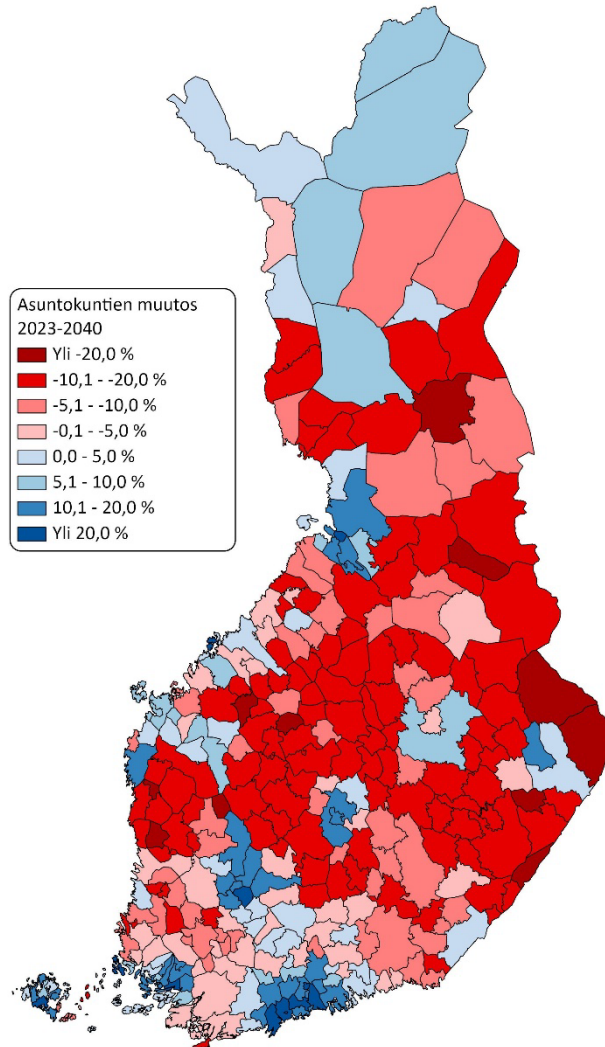 Asuntokuntien muutos
2023-2040
Yli -20,0 %
-10,1 - -20,0 %
-5,1 - -10,0 %
-0,1 - -5,0 %
0,0 - 5,0 %
5,1 - 10,0 %
10,1 - 20,0 %
Yli 20,0 %